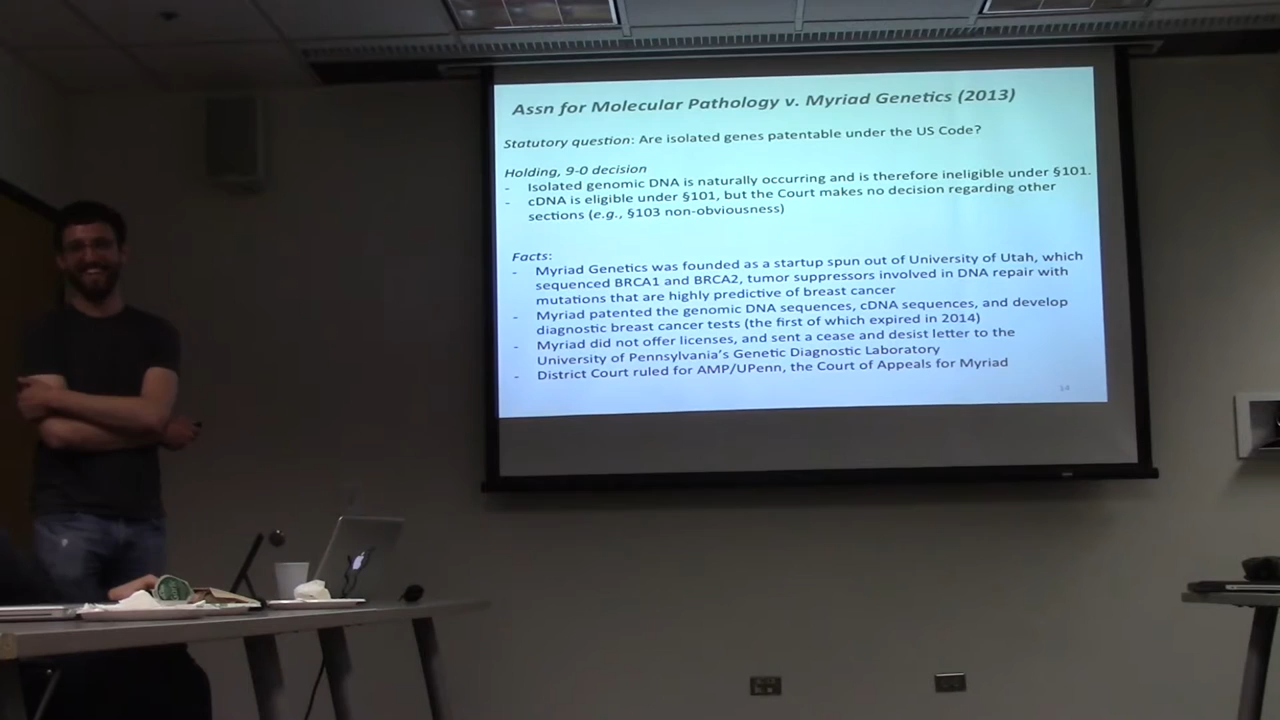 Assn for Molecular Pathology v. Myriad Genetics (2013)
Statutory question: Are isolated genes patentable under the US Code?
Holding, 9-0 decision
- Isolated genomic DNA is naturally occurring and is therefore ineligible under §101.
- cDNA is eligible under §101, but the Court makes no decision regarding other
sections (e.g., §103 non-obviousness)
Facts:
- Myriad Genetics was founded as a startup spun out of University of Utah, which
sequenced BRCA1 and BRCA2, tumor suppressors involved in DNA repair with
mutations that are highly predictive of breast cancer
- Myriad patented the genomic DNA sequences, cDNA sequences, and develop
diagnostic breast cancer tests (the first of which expired in 2014)
- Myriad did not offer licenses, and sent a cease and desist letter to the
University of Pennsylvania's Genetic Diagnostic Laboratory
- District Court ruled for AMP/UPenn, the Court of Appeals for Myriad